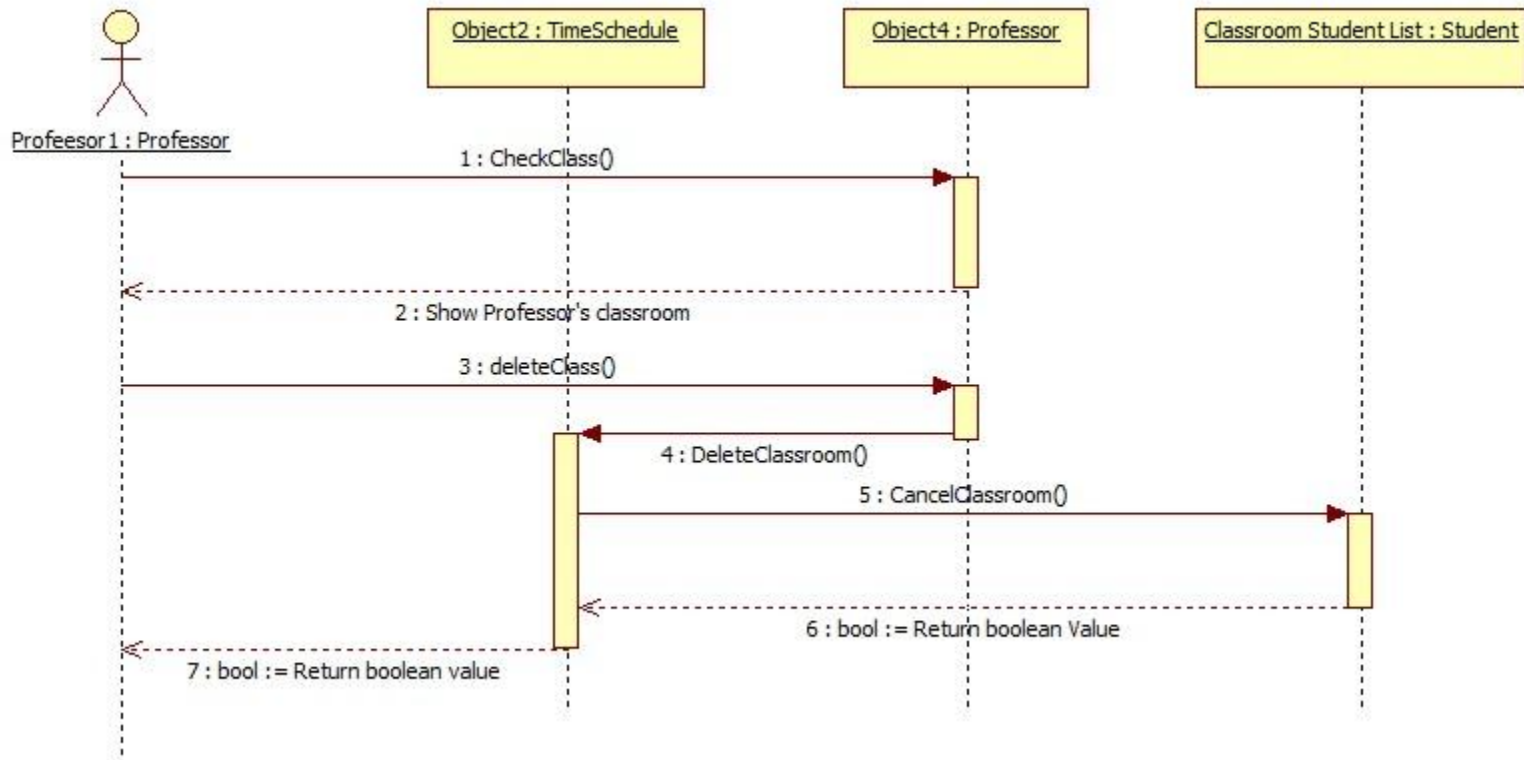 Object2 : TimeSchedule
Object4 : Professor
Classroom Student List : Student
Profeesor1 : Professor
1 : CheckClass()
2 : Show Professor's classroom
3 : deleteClass()
4 : DeleteClassroom()
5 : CancelClassroom()
6 : bool := Return boolean Value
7 : bool := Return boolean value